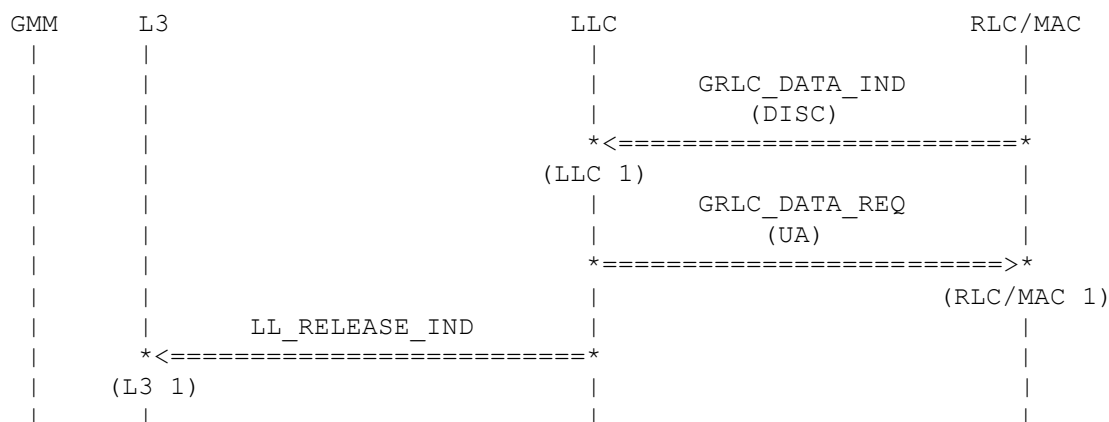 GMM L3 LLC RLC/MAC
| | | |
| | | GRLC_DATA_IND |
| | | (DISC) |
| | *<=========================*
| | (LLC 1) |
| | | GRLC_DATA_REQ |
| | | (UA) |
| | *=========================>*
| | | (RLC/MAC 1)
| | LL_RELEASE_IND | |
| *<==========================* |
| (L3 1) | |
| | | |